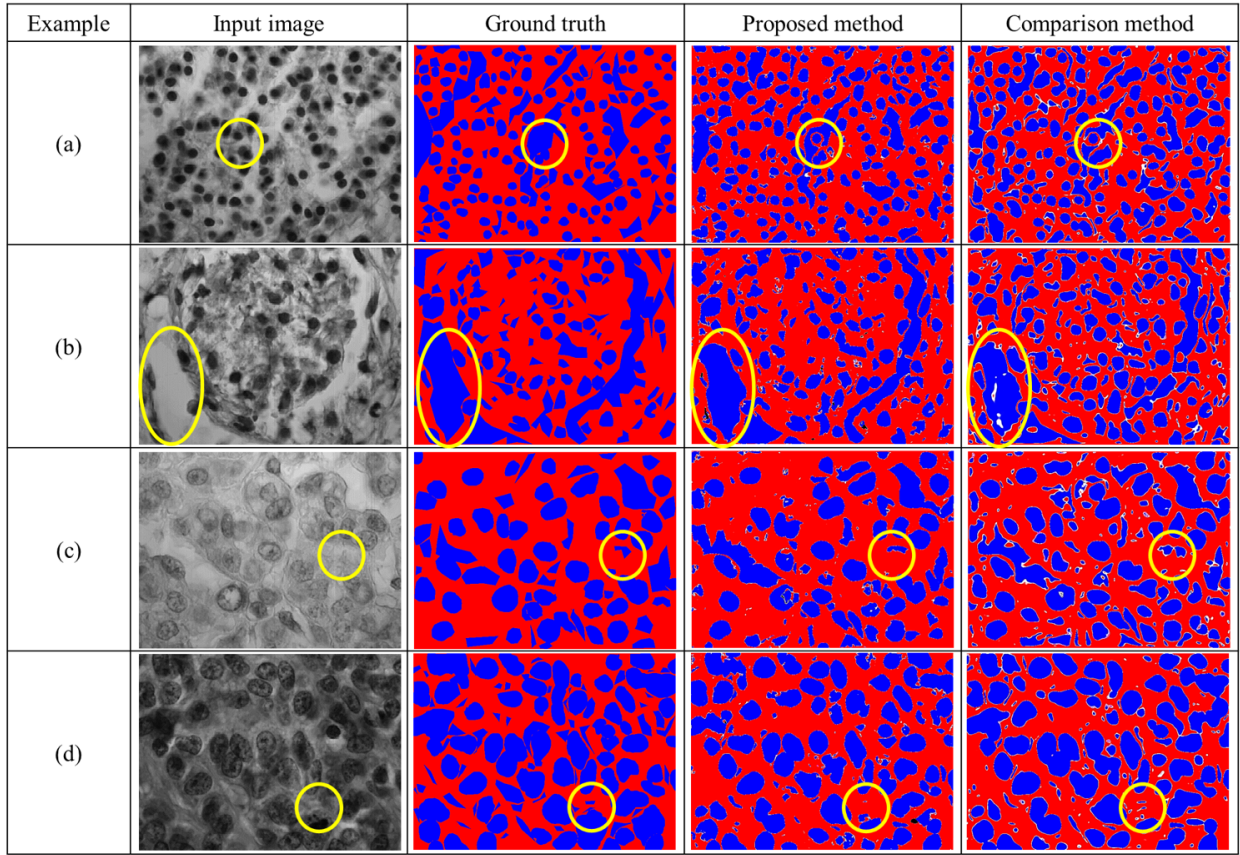 Example Input image Ground truth Proposed method Comparison method
(a)
(b)
(c)
(d)